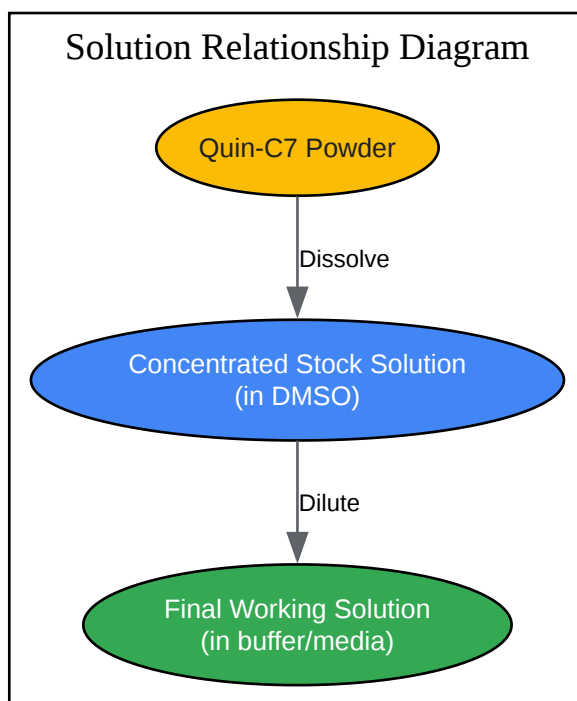 Solution Relationship Diagram
Quin-C7 Powder
Dissolve
Concentrated Stock Solution
(in DMSO)
Dilute
Final Working Solution
(in buffer/media)